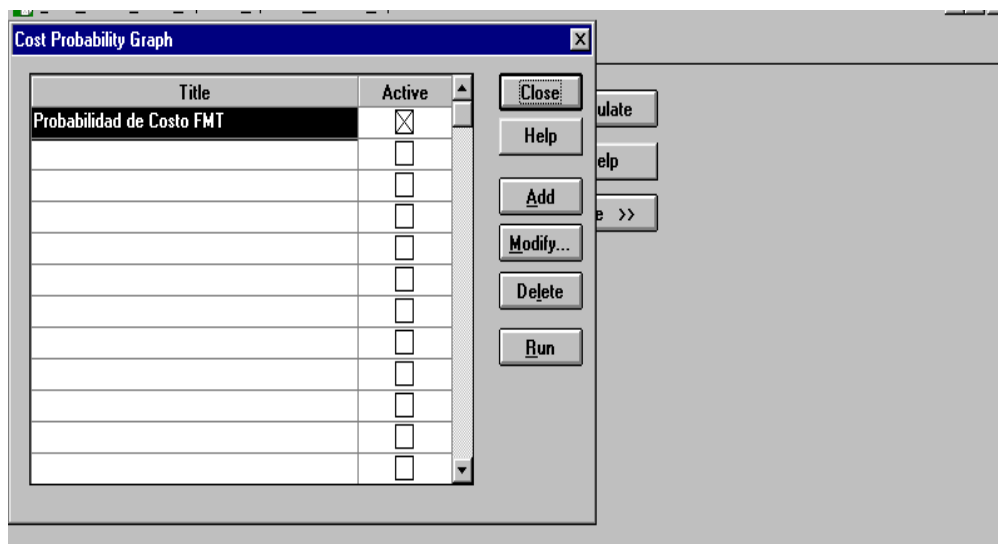 Cost Probability Graph
Title Active
Probabilidad de Costo FMT
Close
Help
Add
Modify...
Delete
Run
ulate
elp
e >>